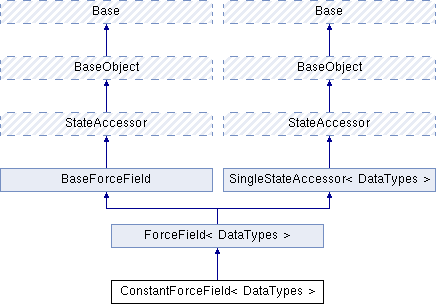 Base Base
BaseObject BaseObject
StateAccessor StateAccessor
BaseForceField SingleStateAccessor< DataTypes >
ForceField< DataTypes >
ConstantForceField< DataTypes >